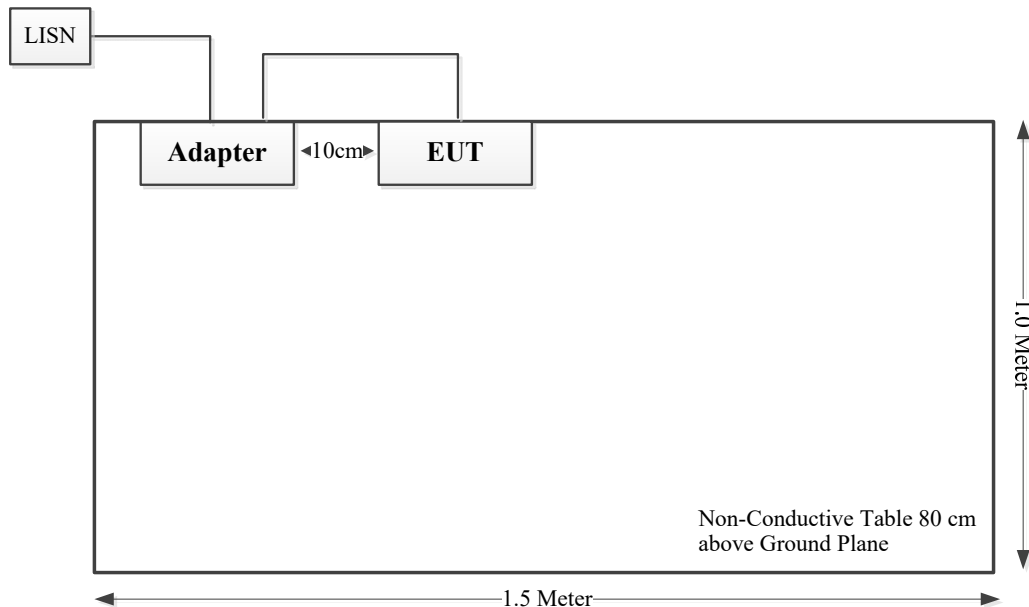 LISN
Adapter
10cm
EUT
1.0 Meter
Non-Conductive Table 80 cm
above Ground Plane
1.5 Meter